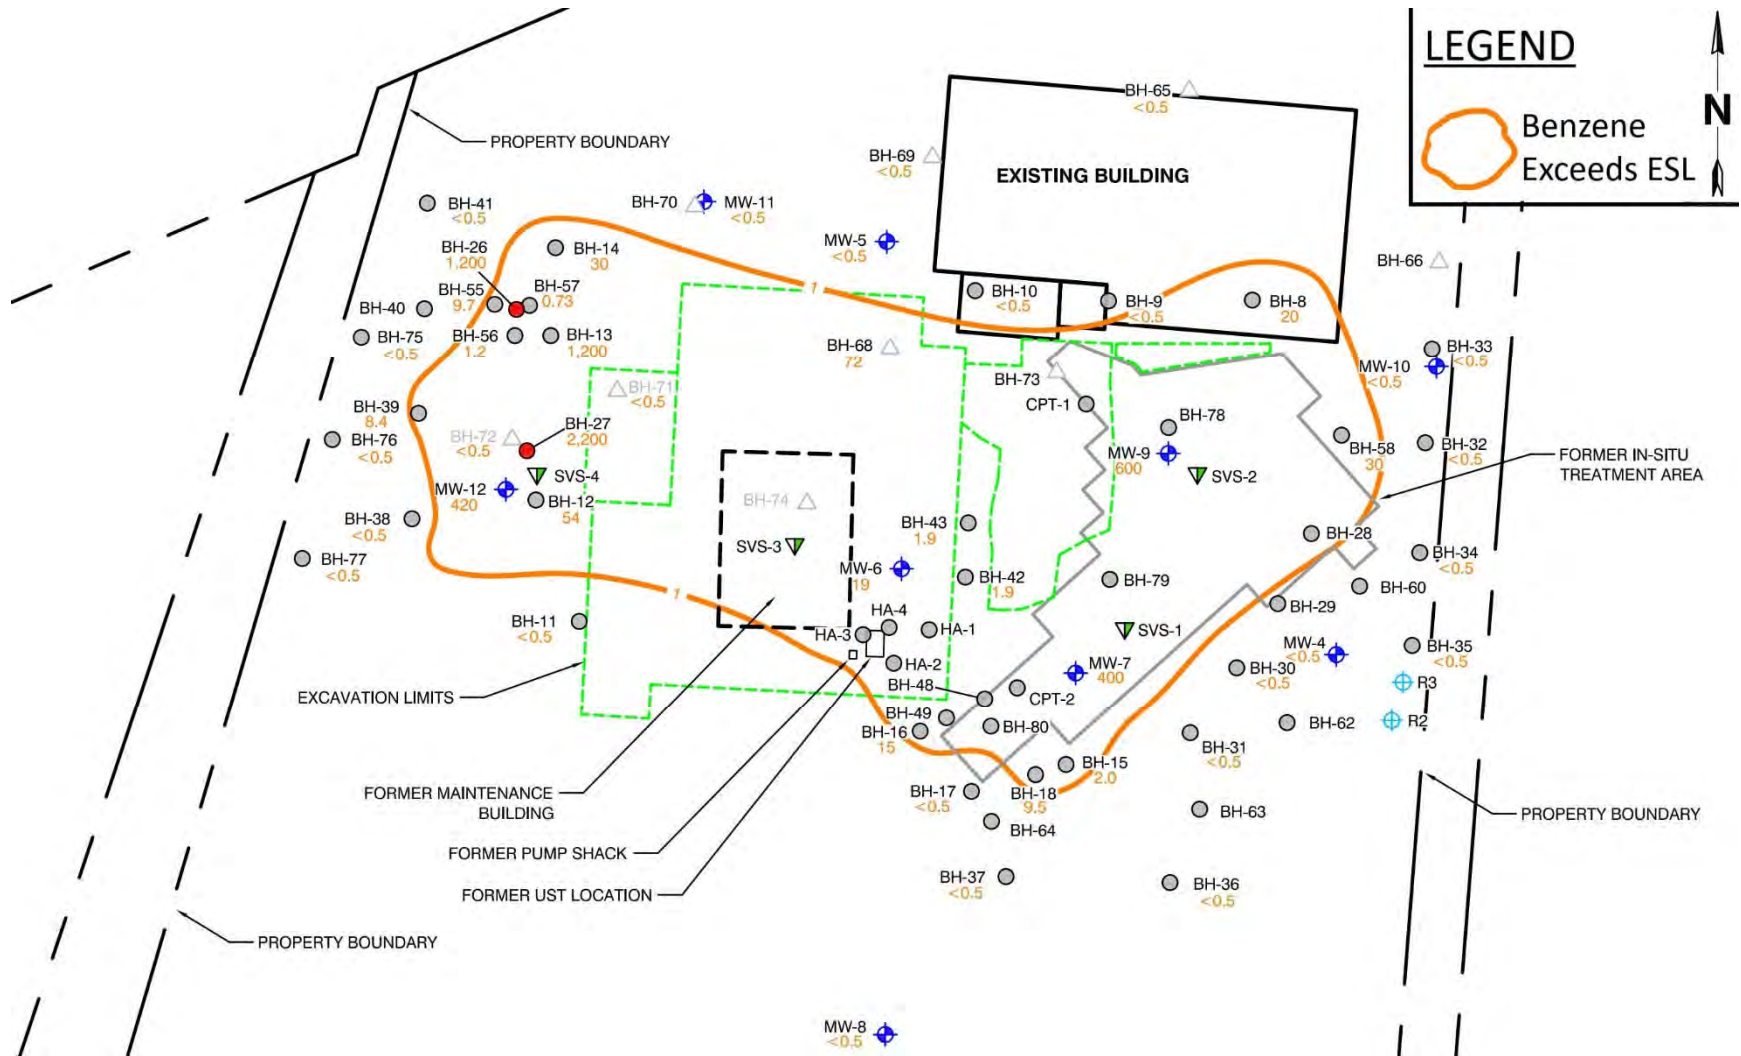 LEGEND
N
Benzene
Exceeds ESL
PROPERTY BOUNDARY
BH-65
<0.5
BH-69
<0.5
EXISTING BUILDING
BH-41
<0.5
BH-70
MW-11
<0.5
MW-5
<0.5
BH-26
1,200
BH-14
30
BH-66
BH-55
9.7
BH-57
0.73
BH-40
1
BH-10
<0.5
BH-9
<0.5
BH-8
20
BH-75
<0.5
BH-56
1.2
BH-13
1,200
BH-68
72
BH-33
<0.5
MW-10
<0.5
BH-73
BH-71
<0.5
CPT-1
BH-39
8.4
BH-76
<0.5
BH-72
<0.5
BH-27
2,200
BH-78
MW-9
600
BH-58
30
BH-32
<0.5
FORMER IN-SITU
TREATMENT AREA
SVS-4
SVS-2
MW-12
420
BH-12
54
BH-74
BH-38
<0.5
BH-43
1.9
BH-28
SVS-3
BH-77
<0.5
MW-6
19
BH-34
<0.5
BH-42
1.9
BH-79
BH-60
1
BH-29
BH-11
<0.5
HA-4
HA-3
HA-1
SVS-1
BH-35
<0.5
MW-4
<0.5
HA-2
MW-7
400
BH-30
<0.5
R3
EXCAVATION LIMITS
BH-48
CPT-2
BH-49
BH-16
15
BH-80
BH-62
R2
BH-31
<0.5
BH-15
2.0
FORMER MAINTENANCE
BUILDING
BH-17
<0.5
BH-18
9.5
BH-63
PROPERTY BOUNDARY
BH-64
FORMER PUMP SHACK
BH-37
<0.5
BH-36
<0.5
FORMER UST LOCATION
PROPERTY BOUNDARY
MW-8
<0.5